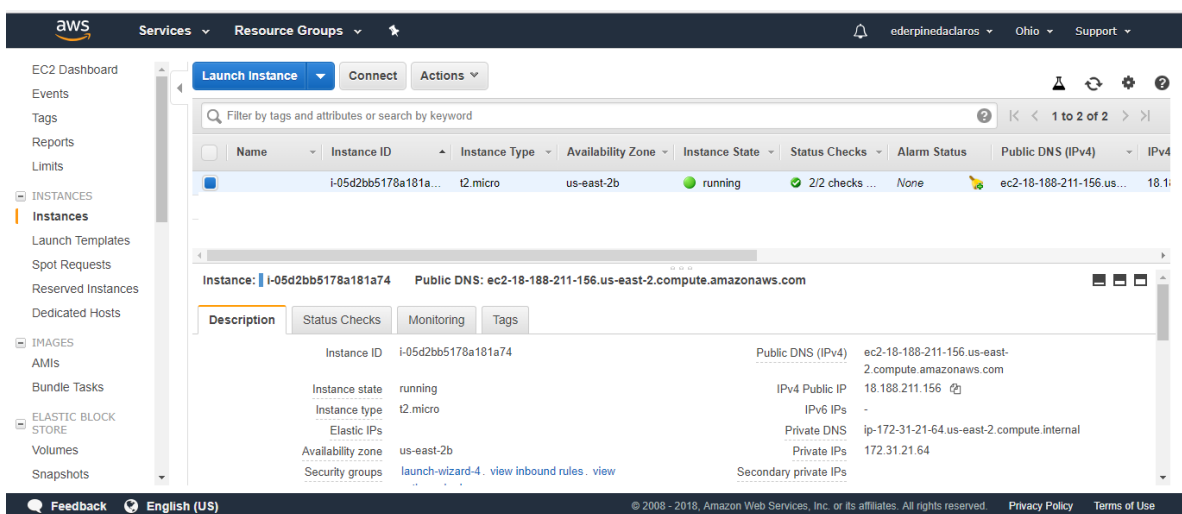 aws Services Resource Groups ederpinedaclaros Ohio Support
EC2 Dashboard
Events
Tags
Reports
Limits
INSTANCES
Instances
Launch Templates
Spot Requests
Reserved Instances
Dedicated Hosts
IMAGES
AMIs
Bundle Tasks
ELASTIC BLOCK
STORE
Volumes
Snapshots
Launch Instance Connect Actions
Filter by tags and attributes or search by keyword 1 to 2 of 2
Name Instance ID Instance Type Availability Zone Instance State Status Checks Alarm Status Public DNS (IPv4) IPv4
i-05d2bb5178a181a... t2.micro us-east-2b running 2/2 checks ... None ec2-18-188-211-156.us...
Instance: i-05d2bb5178a181a74 Public DNS: ec2-18-188-211-156.us-east-2.compute.amazonaws.com
Description Status Checks Monitoring Tags
Instance ID i-05d2bb5178a181a74 Public DNS (IPv4) ec2-18-188-211-156.us-east-
2.compute.amazonaws.com
Instance state running IPv4 Public IP 18.188.211.156
Instance type t2.micro IPv6 IPs -
Elastic IPs Private DNS ip-172-31-21-64.us-east-2.compute.internal
Availability zone us-east-2b Private IPs 172.31.21.64
Security groups launch-wizard-4. view inbound rules. view Secondary private IPs
Feedback English (US) © 2008 - 2018, Amazon Web Services, Inc. or its affiliates. All rights reserved. Privacy Policy Terms of Use